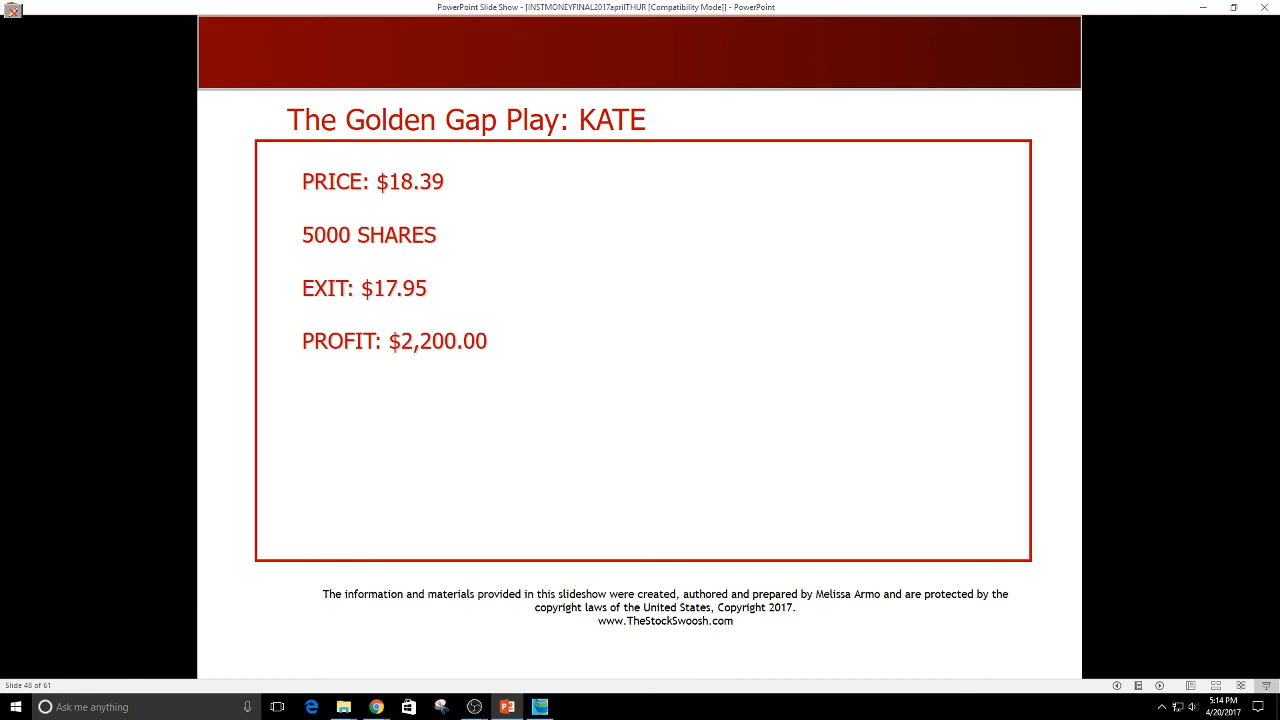 PowerPoint Slide Show - [INSTMONEYFINAL2017aprilTHUR [Compatibility Mode]] - PowerPoint
The Golden Gap Play: KATE
PRICE: $18.39
5000 SHARES
EXIT: $17.95
PROFIT: $2,200.00
The information and materials provided in this slideshow were created, authored and prepared by Melissa Armo and are protected by the
copyright laws of the United States, Copyright 2017.
www.TheStockSwoosh.com
Slide 48 of 61
Ask me anything
5:14 PM
4/20/2017